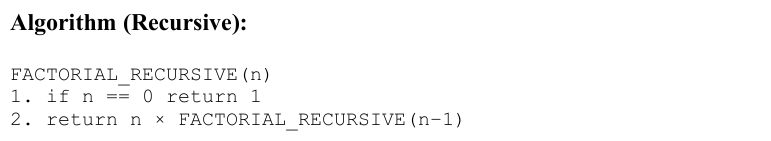 Algorithm (Recursive):
FACTORIAL_RECURSIVE(n)
1. if n == 0 return 1
2. return n × FACTORIAL_RECURSIVE(n-1)